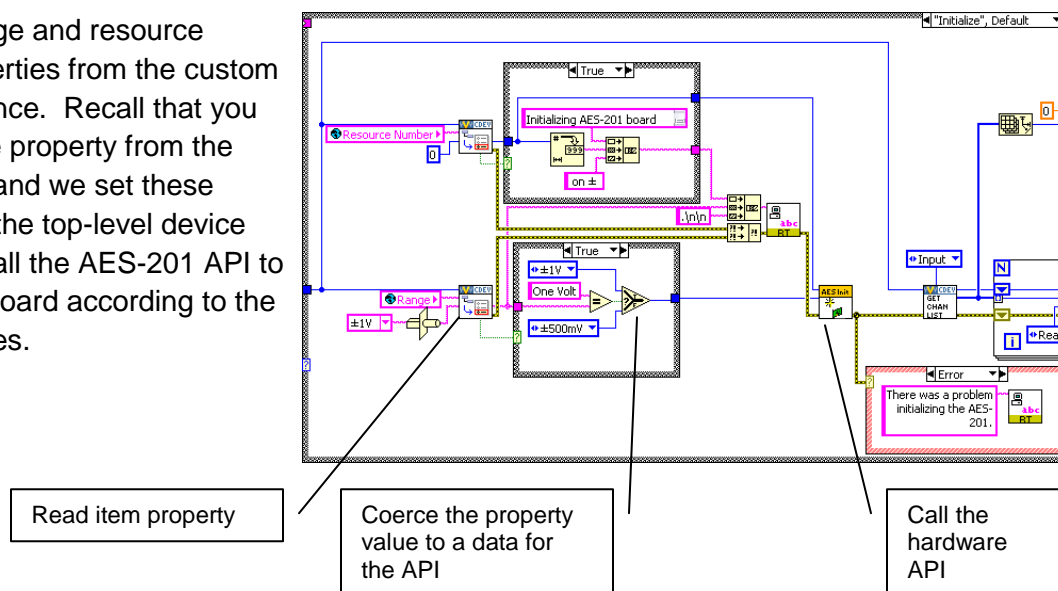 ge and resource
erties from the custom
nce. Recall that you
e property from the
and we set these
the top-level device
all the AES-201 API to
oard according to the
es.
"Initialize", Default
True
CDEV
Resource Number
0
Initializing AES-201 board
999
on ±
.\n\n
abc
RT
True
±1V
One Volt
±500mV
CDEV
Range
±1V
AES Init
Input
CDEV
GET
CHAN
LIST
0
N
i
Rea
Error
There was a problem
initializing the AES-
201.
abc
RT
Read item property
Coerce the property
value to a data for
the API
Call the
hardware
API